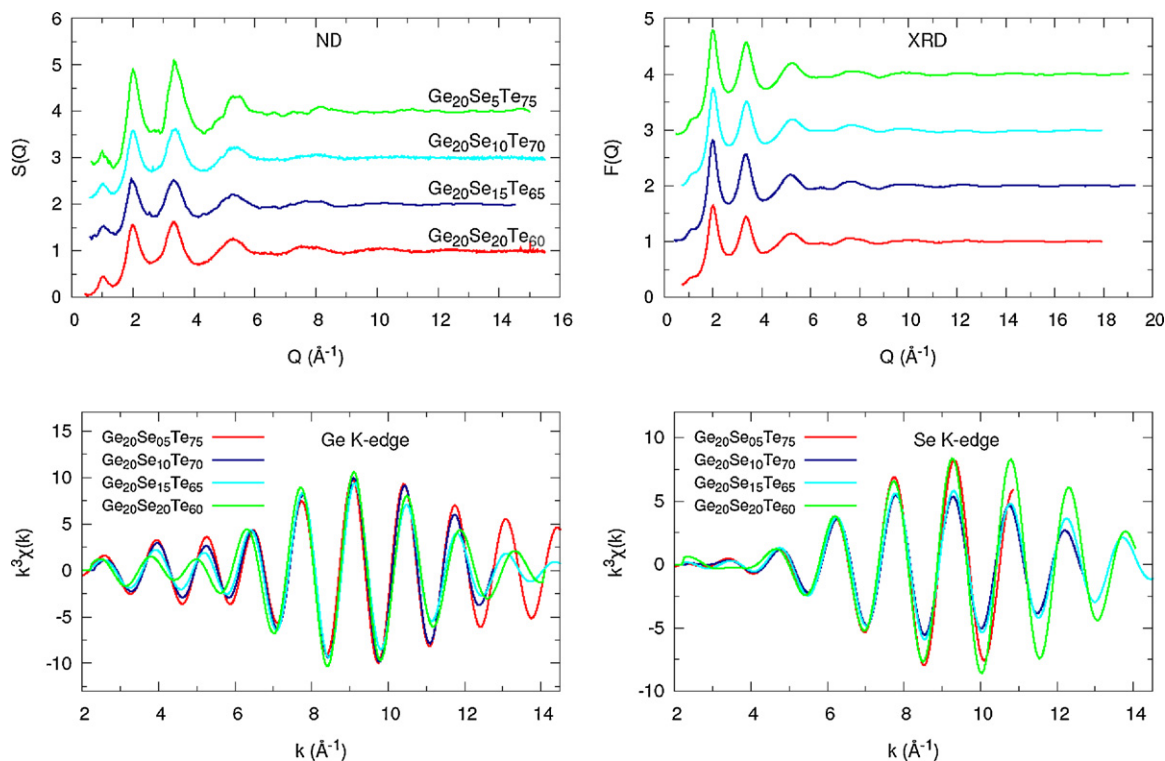 ND
S(Q)
6
5
4
3
2
1
0
Ge20Se5Te75
Ge20Se10Te70
Ge20Se15Te65
Ge20Se20Te60
0 2 4 6 8 10 12 14 16
Q (Å-1)
XRD
F(Q)
5
4
3
2
1
0
0 2 4 6 8 10 12 14 16 18 20
Q (Å-1)
Ge K-edge
k3χ(k)
15
10
5
0
-5
-10
Ge20Se05Te75
Ge20Se10Te70
Ge20Se15Te65
Ge20Se20Te60
2 4 6 8 10 12 14
k (Å-1)
Se K-edge
k3χ(k)
10
5
0
-5
-10
Ge20Se05Te75
Ge20Se10Te70
Ge20Se15Te65
Ge20Se20Te60
2 4 6 8 10 12 14
k (Å-1)